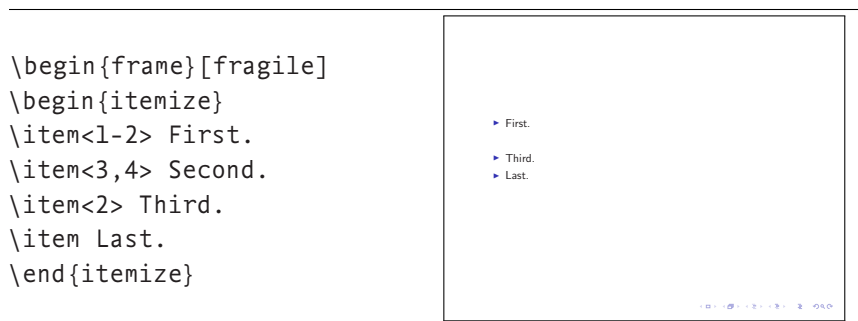 \begin{frame}[fragile]
\begin{itemize}
\item<1-2> First.
\item<3,4> Second.
\item<2> Third.
\item Last.
\end{itemize}
First.
Third.
Last.